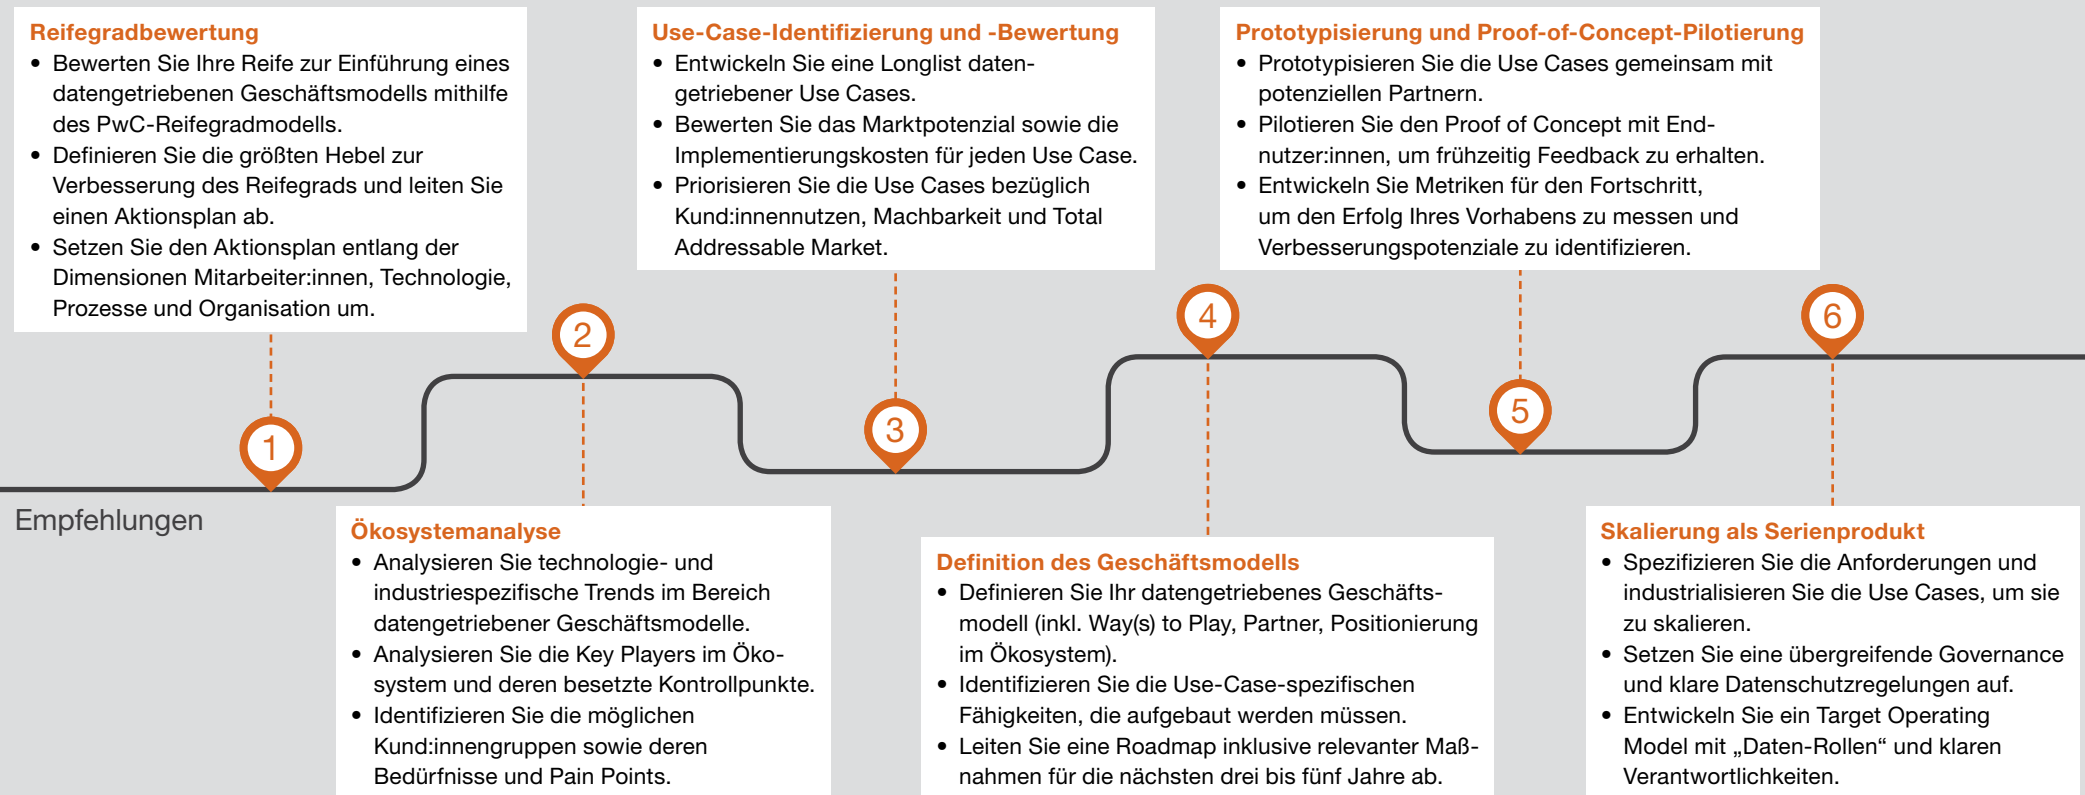 Reifegradbewertung
• Bewerten Sie Ihre Reife zur Einführung eines
datengetriebenen Geschäftsmodells mithilfe
des PwC-Reifegradmodells.
• Definieren Sie die größten Hebel zur
Verbesserung des Reifegrads und leiten Sie
einen Aktionsplan ab.
• Setzen Sie den Aktionsplan entlang der
Dimensionen Mitarbeiter:innen, Technologie,
Prozesse und Organisation um.
1
2
Ökosystemanalyse
• Analysieren Sie technologie- und
industriespezifische Trends im Bereich
datengetriebener Geschäftsmodelle.
• Analysieren Sie die Key Players im Öko-
system und deren besetzte Kontrollpunkte.
• Identifizieren Sie die möglichen
Kund:innengruppen sowie deren
Bedürfnisse und Pain Points.
Use-Case-Identifizierung und -Bewertung
• Entwickeln Sie eine Longlist daten-
getriebener Use Cases.
• Bewerten Sie das Marktpotenzial sowie die
Implementierungskosten für jeden Use Case.
• Priorisieren Sie die Use Cases bezüglich
Kund:innennutzen, Machbarkeit und Total
Addressable Market.
3
4
Definition des Geschäftsmodells
• Definieren Sie Ihr datengetriebenes Geschäfts-
modell (inkl. Way(s) to Play, Partner, Positionierung
im Ökosystem).
• Identifizieren Sie die Use-Case-spezifischen
Fähigkeiten, die aufgebaut werden müssen.
• Leiten Sie eine Roadmap inklusive relevanter Maß-
nahmen für die nächsten drei bis fünf Jahre ab.
Prototypisierung und Proof-of-Concept-Pilotierung
• Prototypisieren Sie die Use Cases gemeinsam mit
potenziellen Partnern.
• Pilotieren Sie den Proof of Concept mit End-
nutzer:innen, um frühzeitig Feedback zu erhalten.
• Entwickeln Sie Metriken für den Fortschritt,
um den Erfolg Ihres Vorhabens zu messen und
Verbesserungspotenziale zu identifizieren.
5
6
Skalierung als Serienprodukt
• Spezifizieren Sie die Anforderungen und
industrialisieren Sie die Use Cases, um sie
zu skalieren.
• Setzen Sie eine übergreifende Governance
und klare Datenschutzregelungen auf.
• Entwickeln Sie ein Target Operating
Model mit „Daten-Rollen“ und klaren
Verantwortlichkeiten.
Empfehlungen